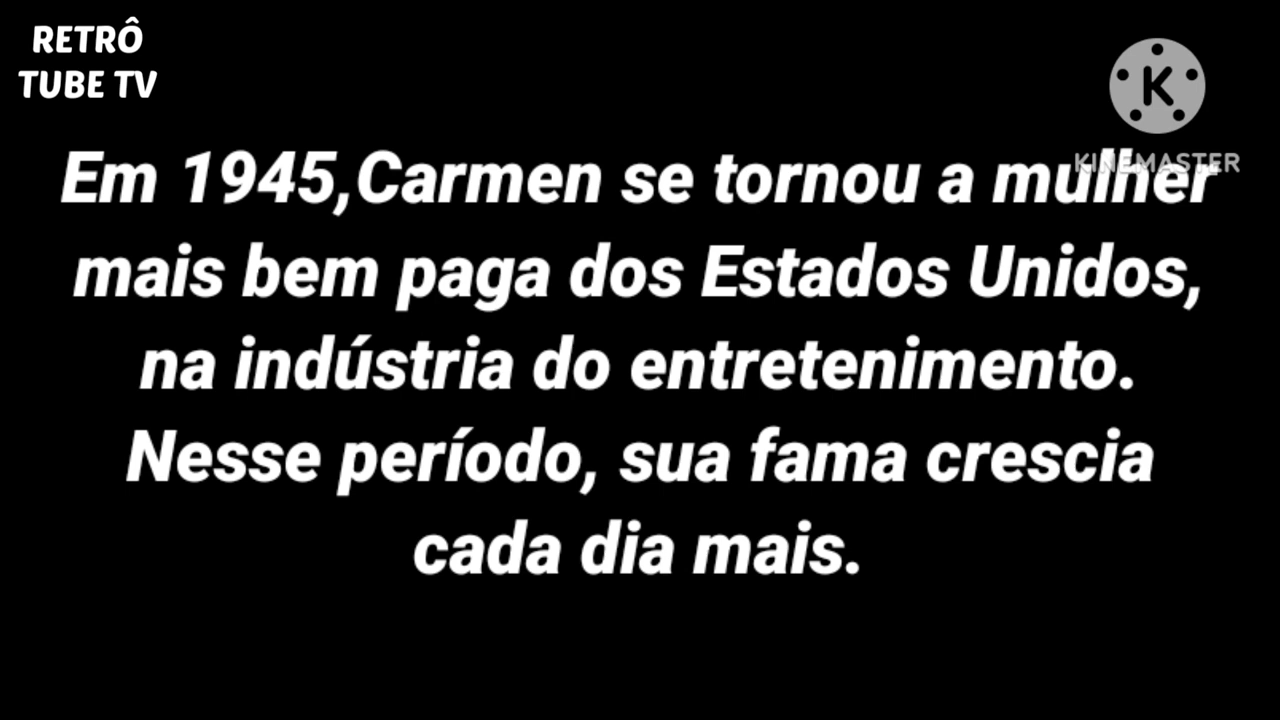 RETRÔ
TUBE TV
KINEMASTER
Em 1945,Carmen se tornou a mulher
mais bem paga dos Estados Unidos,
na indústria do entretenimento.
Nesse período, sua fama crescia
cada dia mais.